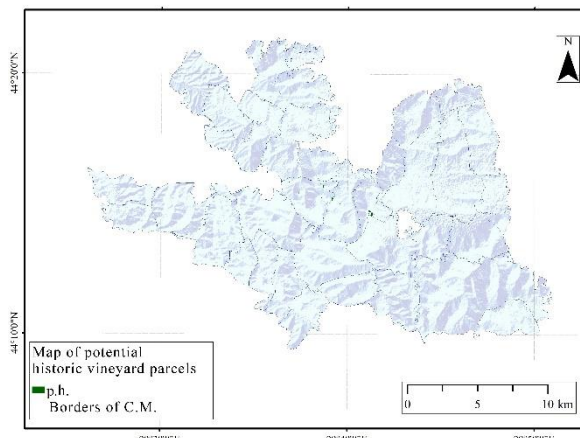 N
44°20'0"N
44°10'0"N
Map of potential
historic vineyard parcels
p.h.
Borders of C.M.
0 5 10 km